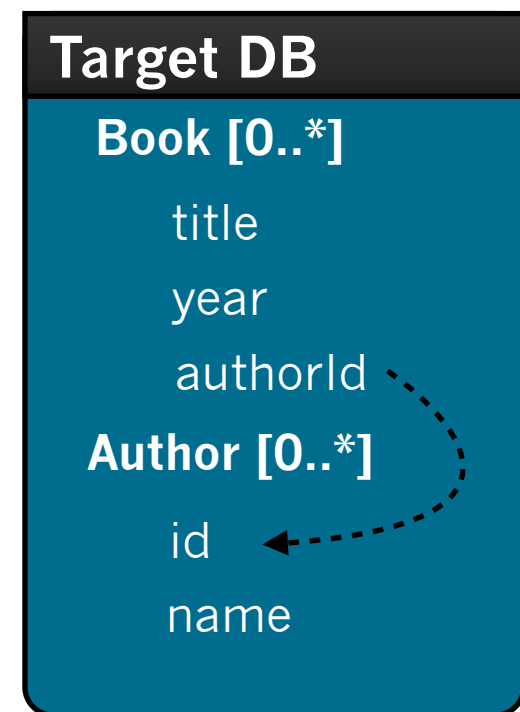 Target DB
Book [0..*]
title
year
authorId
Author [0..*]
id
name